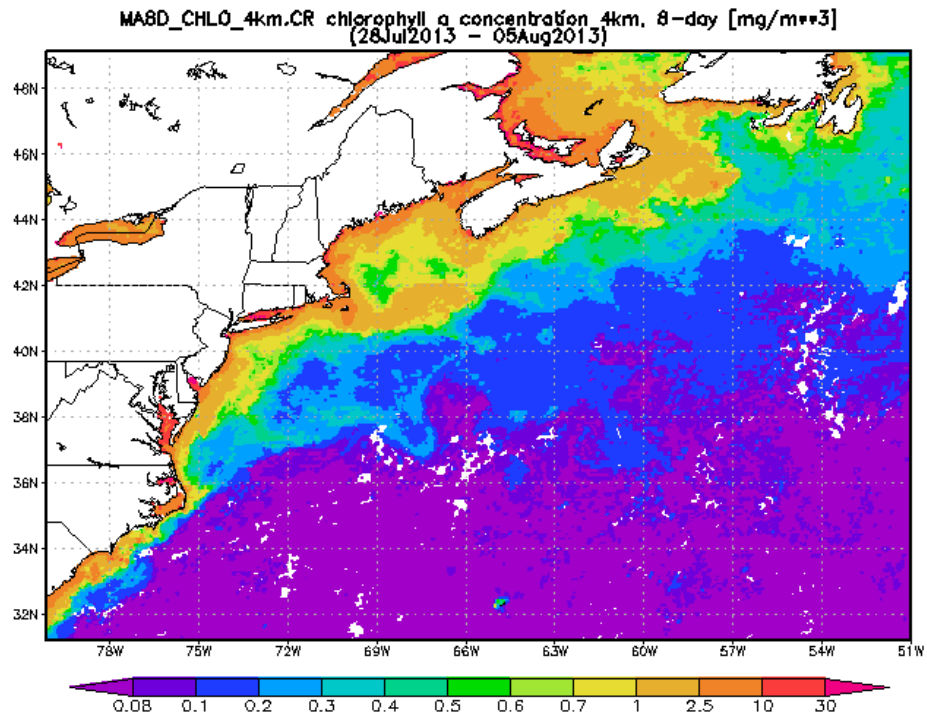 MA8D_CHLO_4km.CR chlorophyll a concentration 4km, 8-day [mg/m**3]
(28Jul2013 – 05Aug2013)
48N
46N
44N
42N
40N
38N
36N
34N
32N
78W 75W 72W 69W 66W 63W 60W 57W 54W 51W
0.08 0.1 0.2 0.3 0.4 0.5 0.6 0.7 1 2.5 10 30